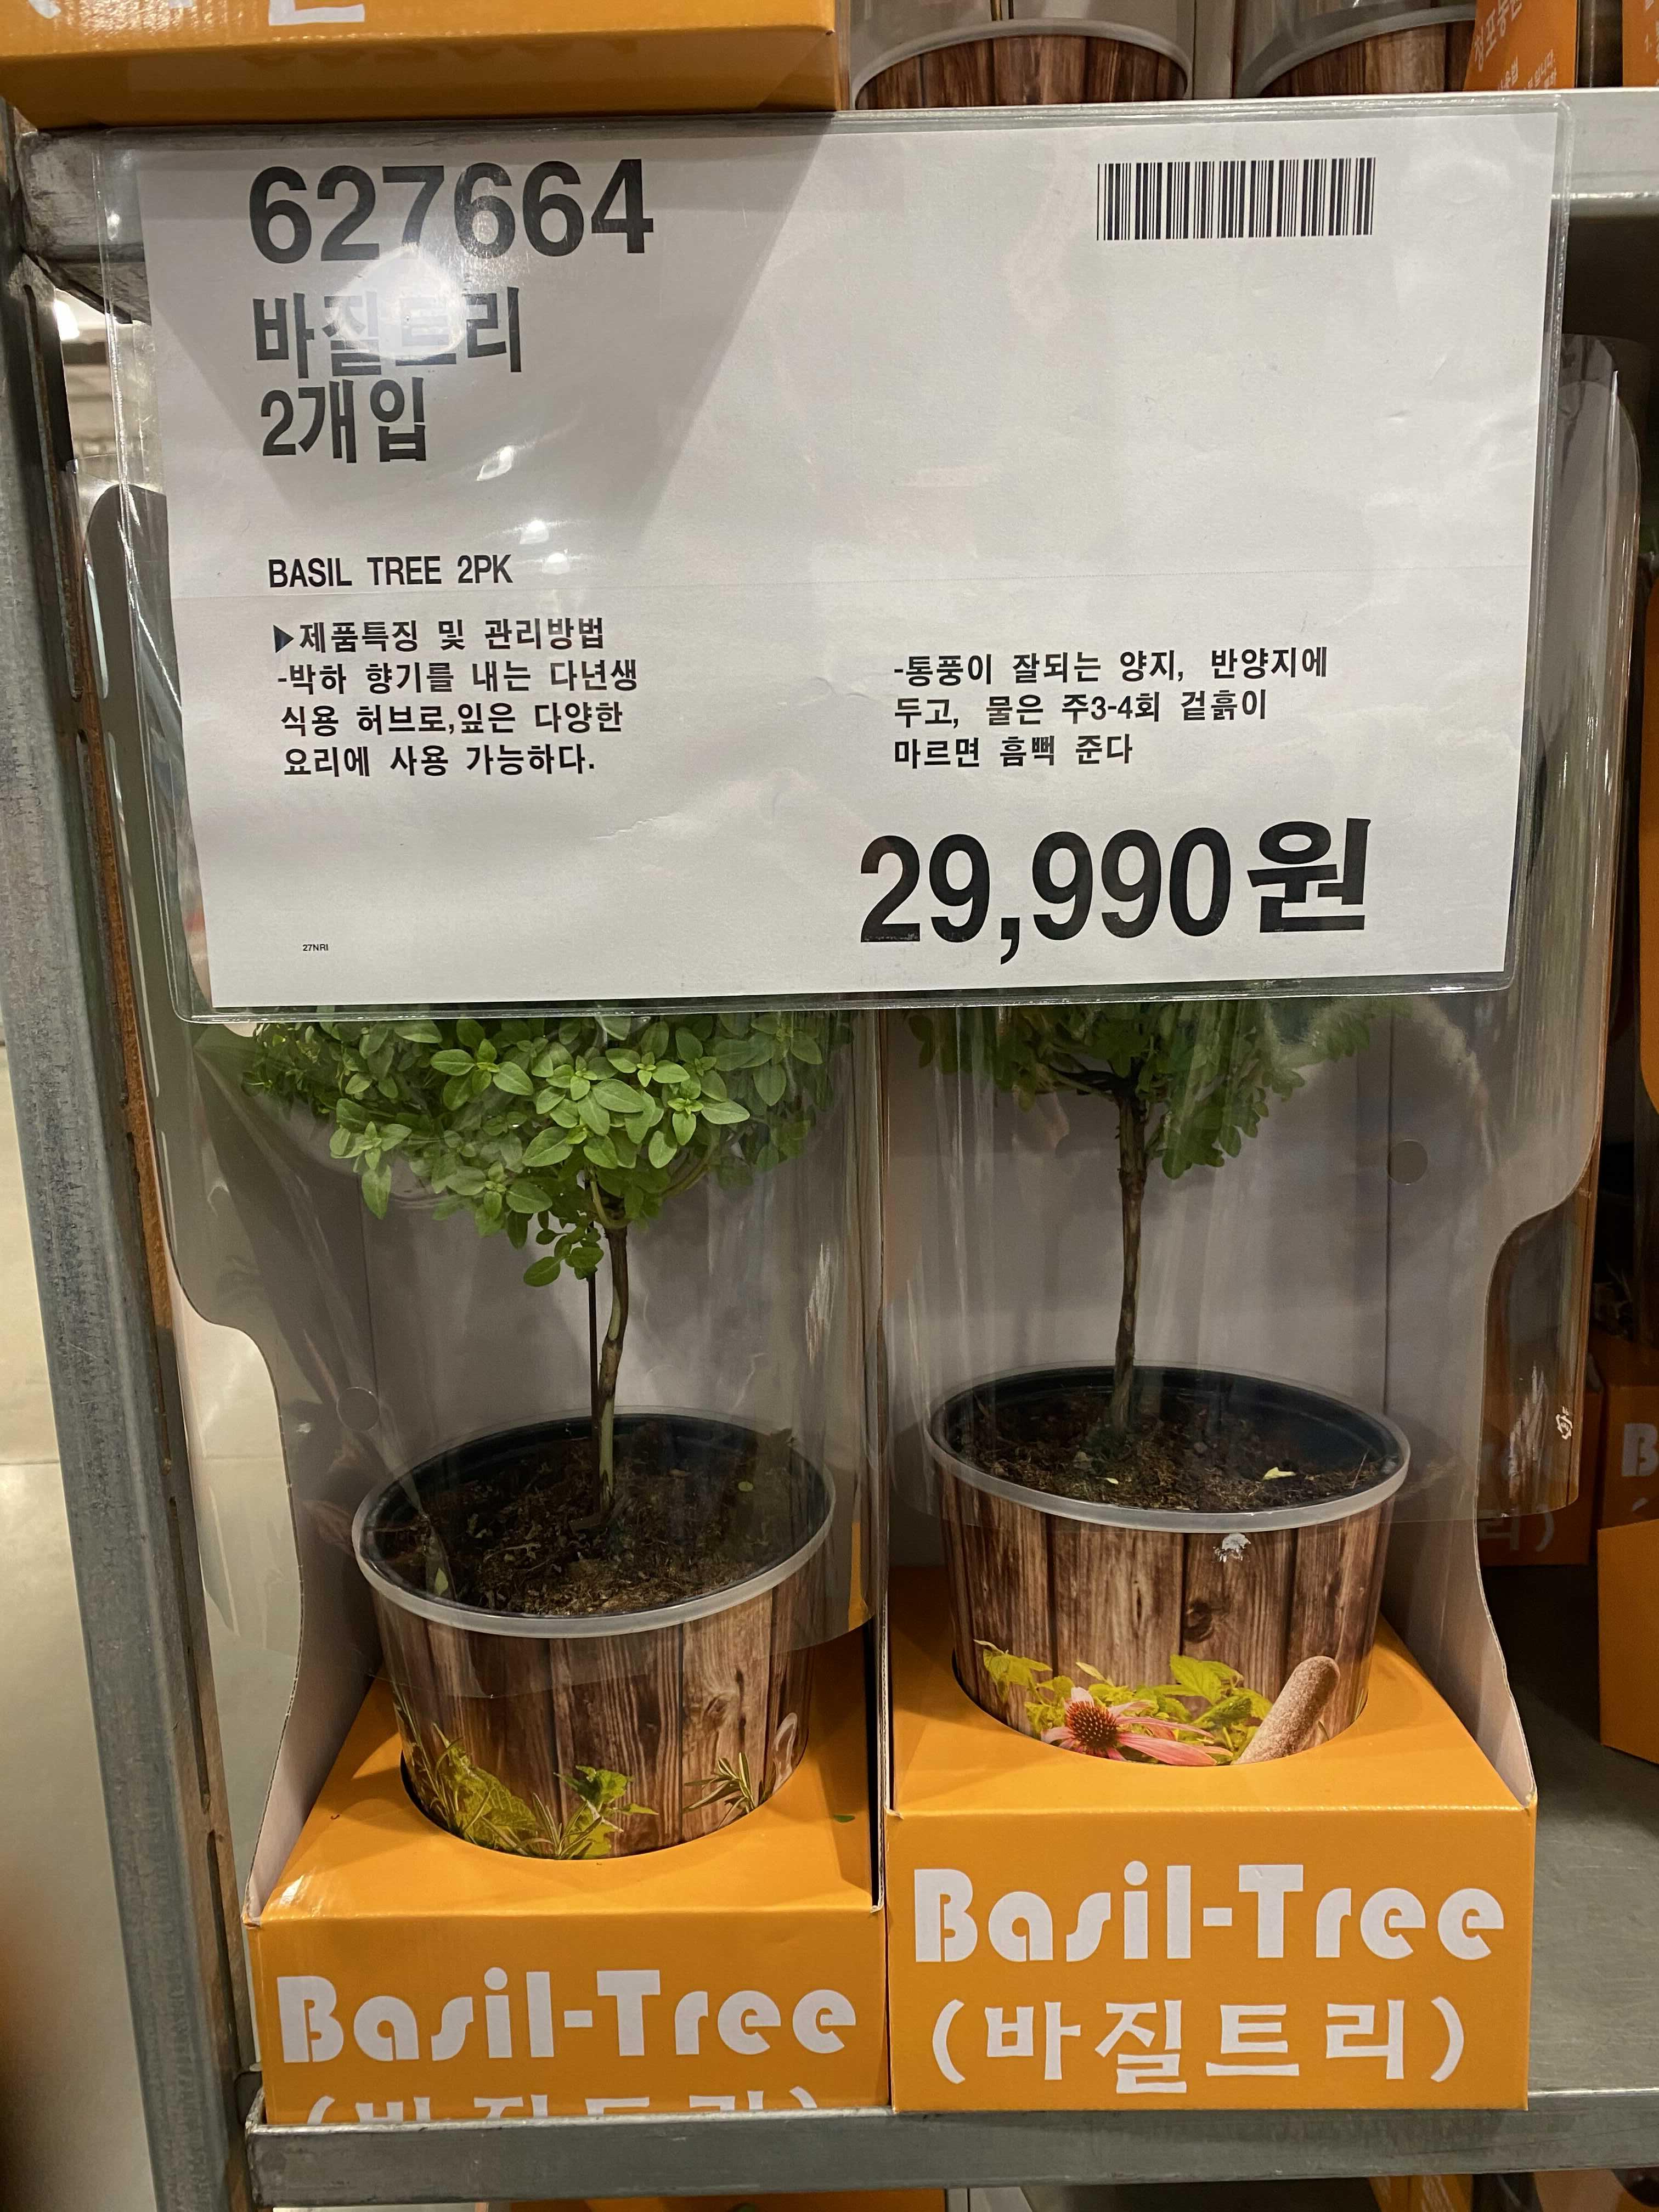 627664
바질트리
2개입
BASIL TREE 2PK
▶제품특징 및 관리방법
-박하 향기를 내는 다년생
식용 허브로,잎은 다양한
요리에 사용 가능하다.
-통풍이 잘되는 양지, 반양지에
두고, 물은 주3-4회 겉흙이
마르면 흠뻑 준다
29,990원
27NRI
Basil-Tree
(바질트리)
Basil-Tree
(바질트리)